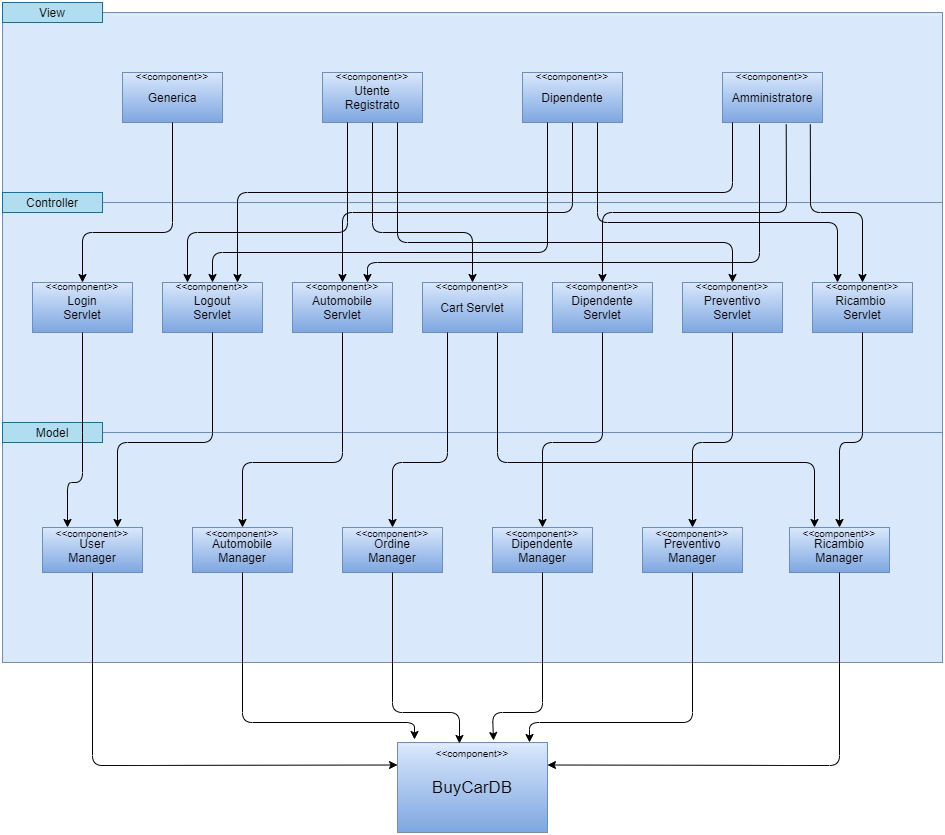 View
<<component>>
Generica
<<component>>
Utente
Registrato
<<component>>
Dipendente
<<component>>
Amministratore
Controller
<<component>>
Login
Servlet
<<component>>
Logout
Servlet
<<component>>
Automobile
Servlet
<<component>>
Cart Servlet
<<component>>
Dipendente
Servlet
<<component>>
Preventivo
Servlet
<<component>>
Ricambio
Servlet
Model
<<component>>
User
Manager
<<component>>
Automobile
Manager
<<component>>
Ordine
Manager
<<component>>
Dipendente
Manager
<<component>>
Preventivo
Manager
<<component>>
Ricambio
Manager
<<component>>
BuyCarDB